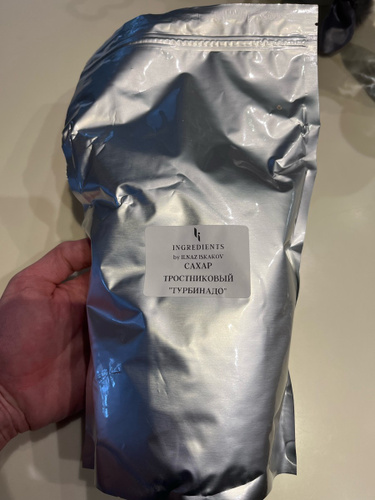 INGREDIENTS
by ILNAZ ISKAKOV
САХАР
ТРОСТНИКОВЫЙ
"ТУРБИНАДО"